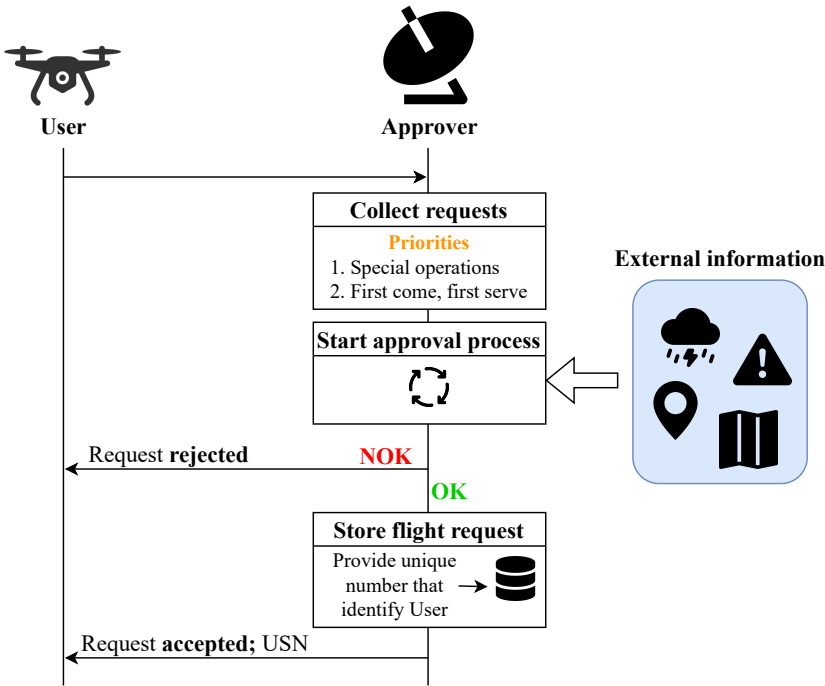 User
Approver
Collect requests
Priorities
1. Special operations
2. First come, first serve
External information
Start approval process
Request rejected
NOK
OK
Store flight request
Provide unique
number that
identify User
Request accepted; USN